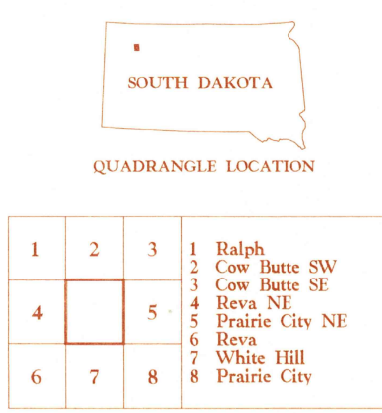 SOUTH DAKOTA
QUADRANGLE LOCATION
1 2 3
4 5
6 7 8
1 Ralph
2 Cow Butte SW
3 Cow Butte SE
4 Reva NE
5 Prairie City NE
6 Reva
7 White Hill
8 Prairie City